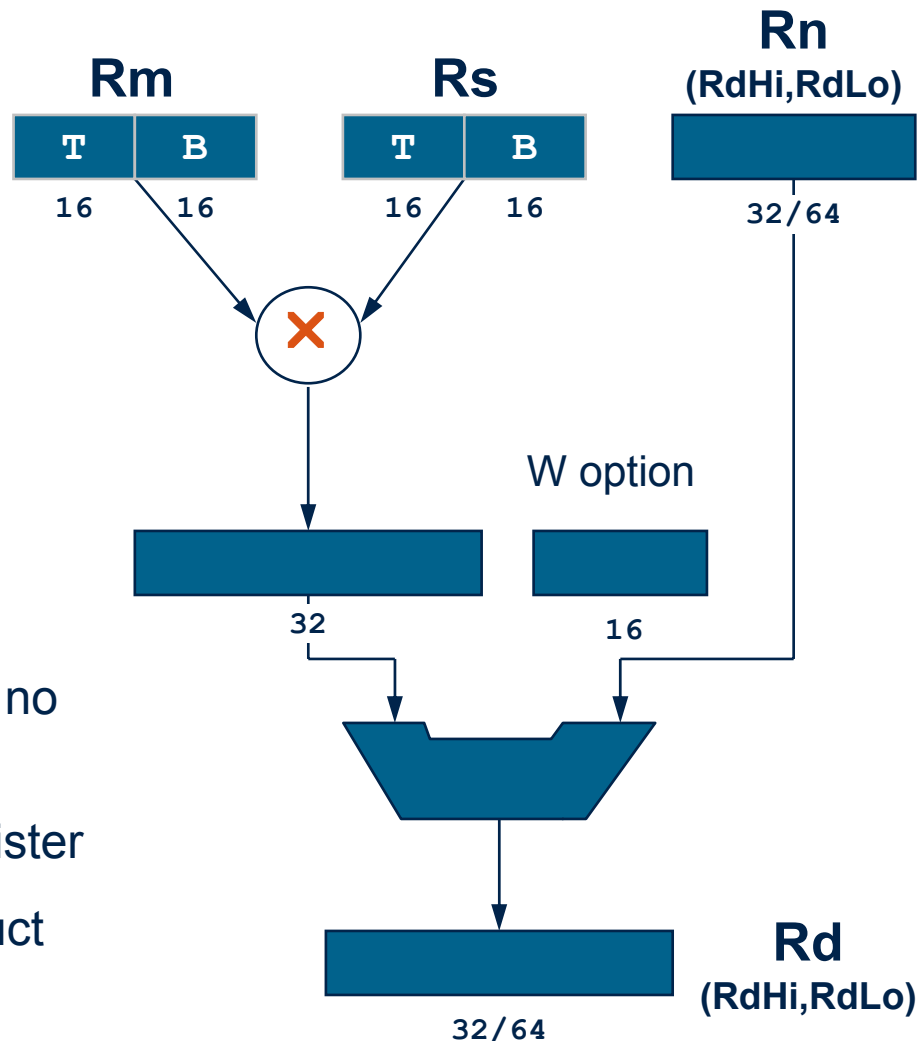 Rn
Rm Rs (RdHi,RdLo)
T B T B
16 16 16 16 32/64
W option
32 16
no
ister
uct
Rd
(RdHi,RdLo)
32/64